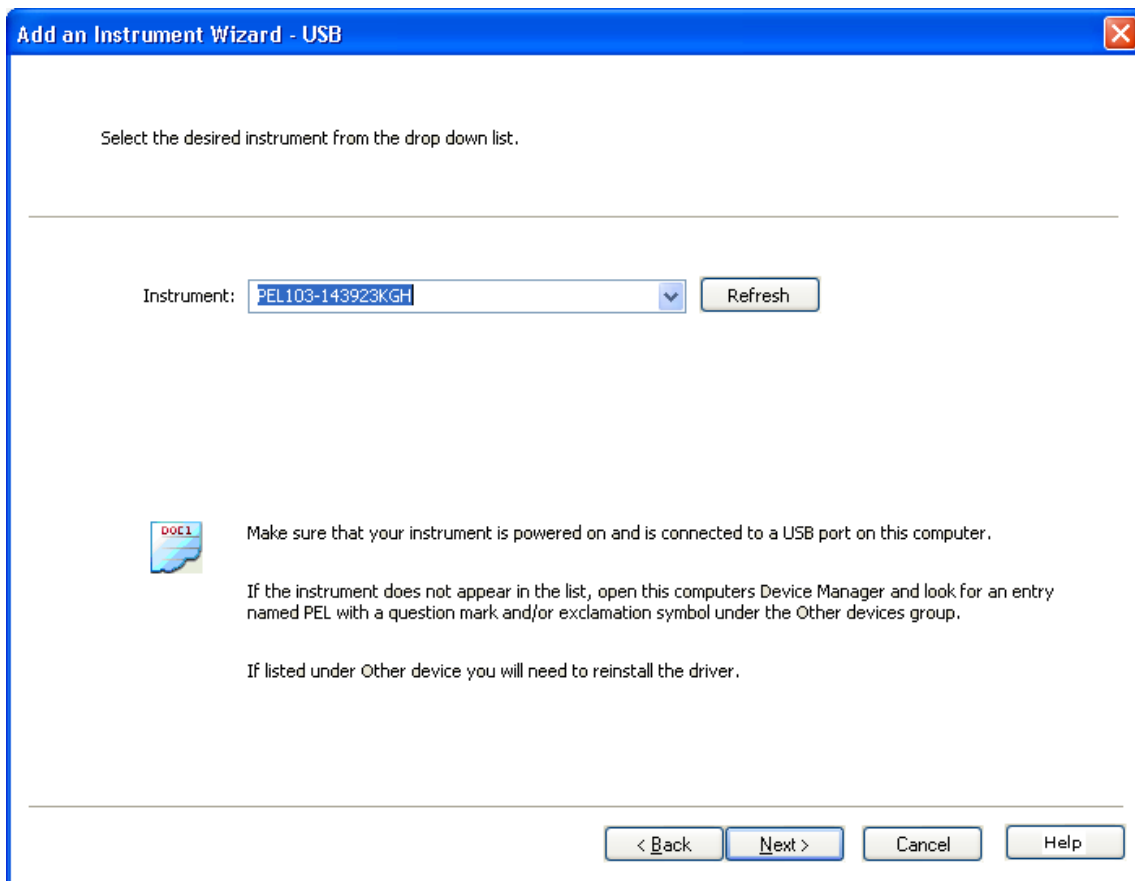 Add an Instrument Wizard - USB
Select the desired instrument from the drop down list.
Instrument: PEL103-143923KGH Refresh
DOC1
Make sure that your instrument is powered on and is connected to a USB port on this computer.
If the instrument does not appear in the list, open this computers Device Manager and look for an entry
named PEL with a question mark and/or exclamation symbol under the Other devices group.
If listed under Other device you will need to reinstall the driver.
< Back Next > Cancel Help